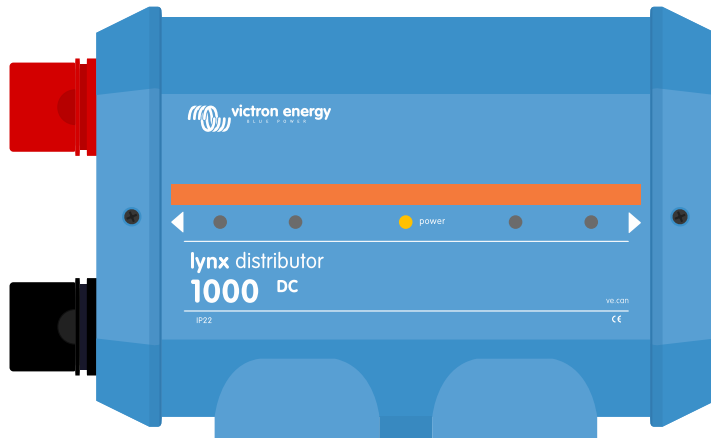 victron energy
BLUE POWER
power
lynx distributor
1000 DC
ve.can
IP22
CE